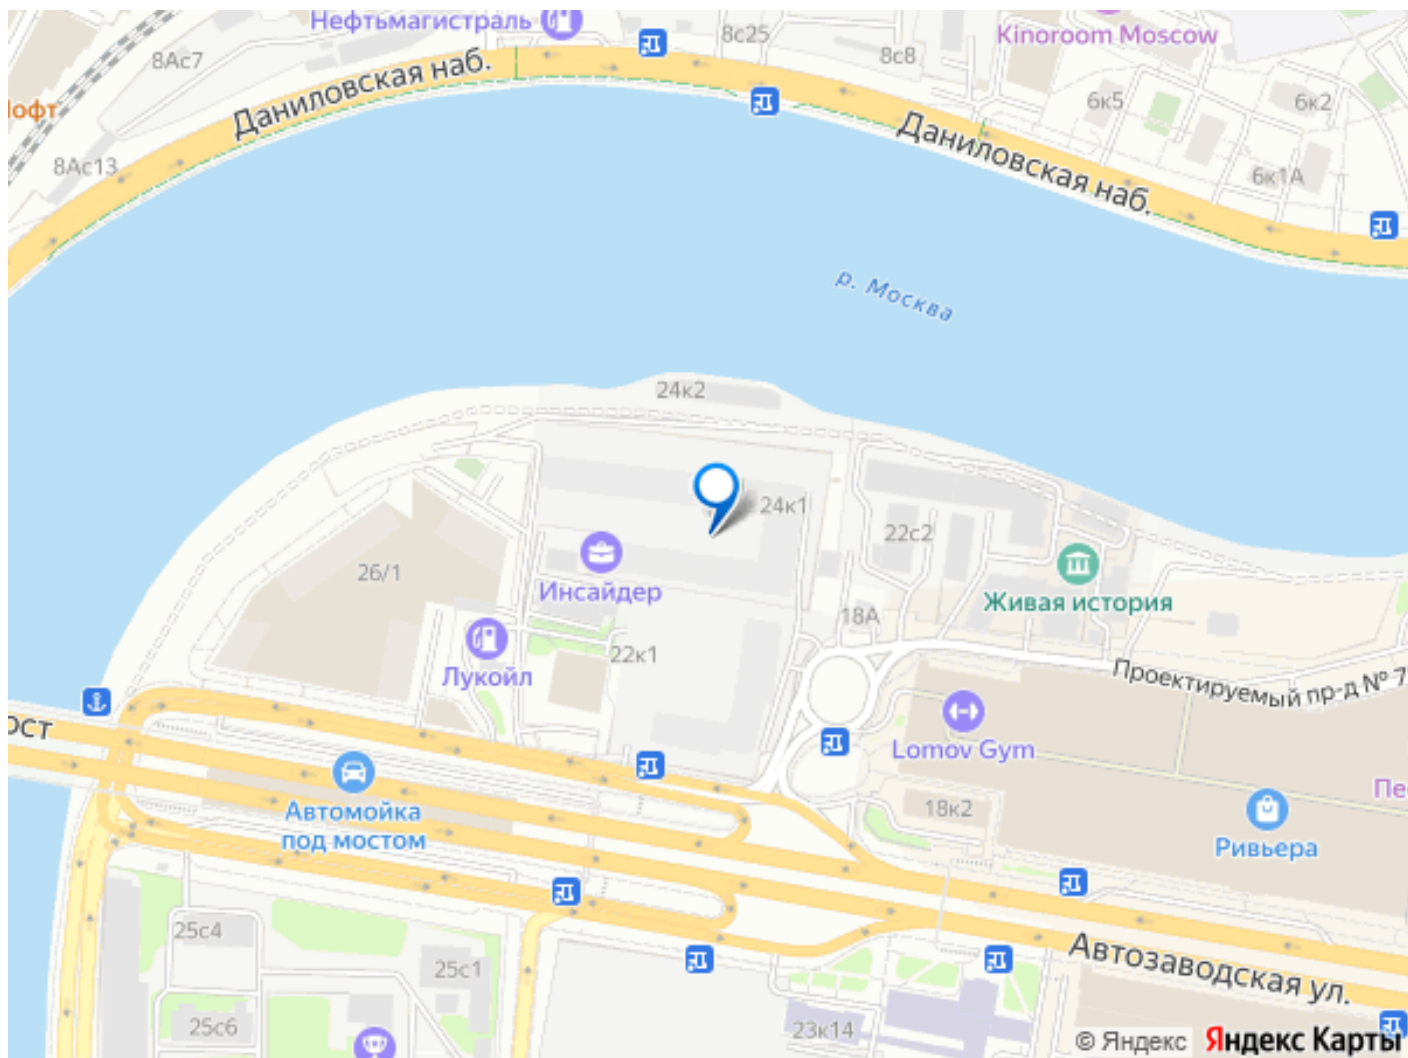 Нефтьмагистраль
8с25
Kinoroom Moscow
8Ас7
8с8
Даниловская наб.
6к5
6к2
Лофт
Даниловская наб.
8Ас13
6к1А
р. Москва
24к2
24к1
22с2
26/1
Инсайдер
Живая история
18А
22к1
Лукойл
Проектируемый пр-д № 7
ост
Lomov Gym
Автомойка
под мостом
18к2
Пе
Ривьера
25с4
25с1
Автозаводская ул.
25с6
23к14
© Яндекс Яндекс Карты